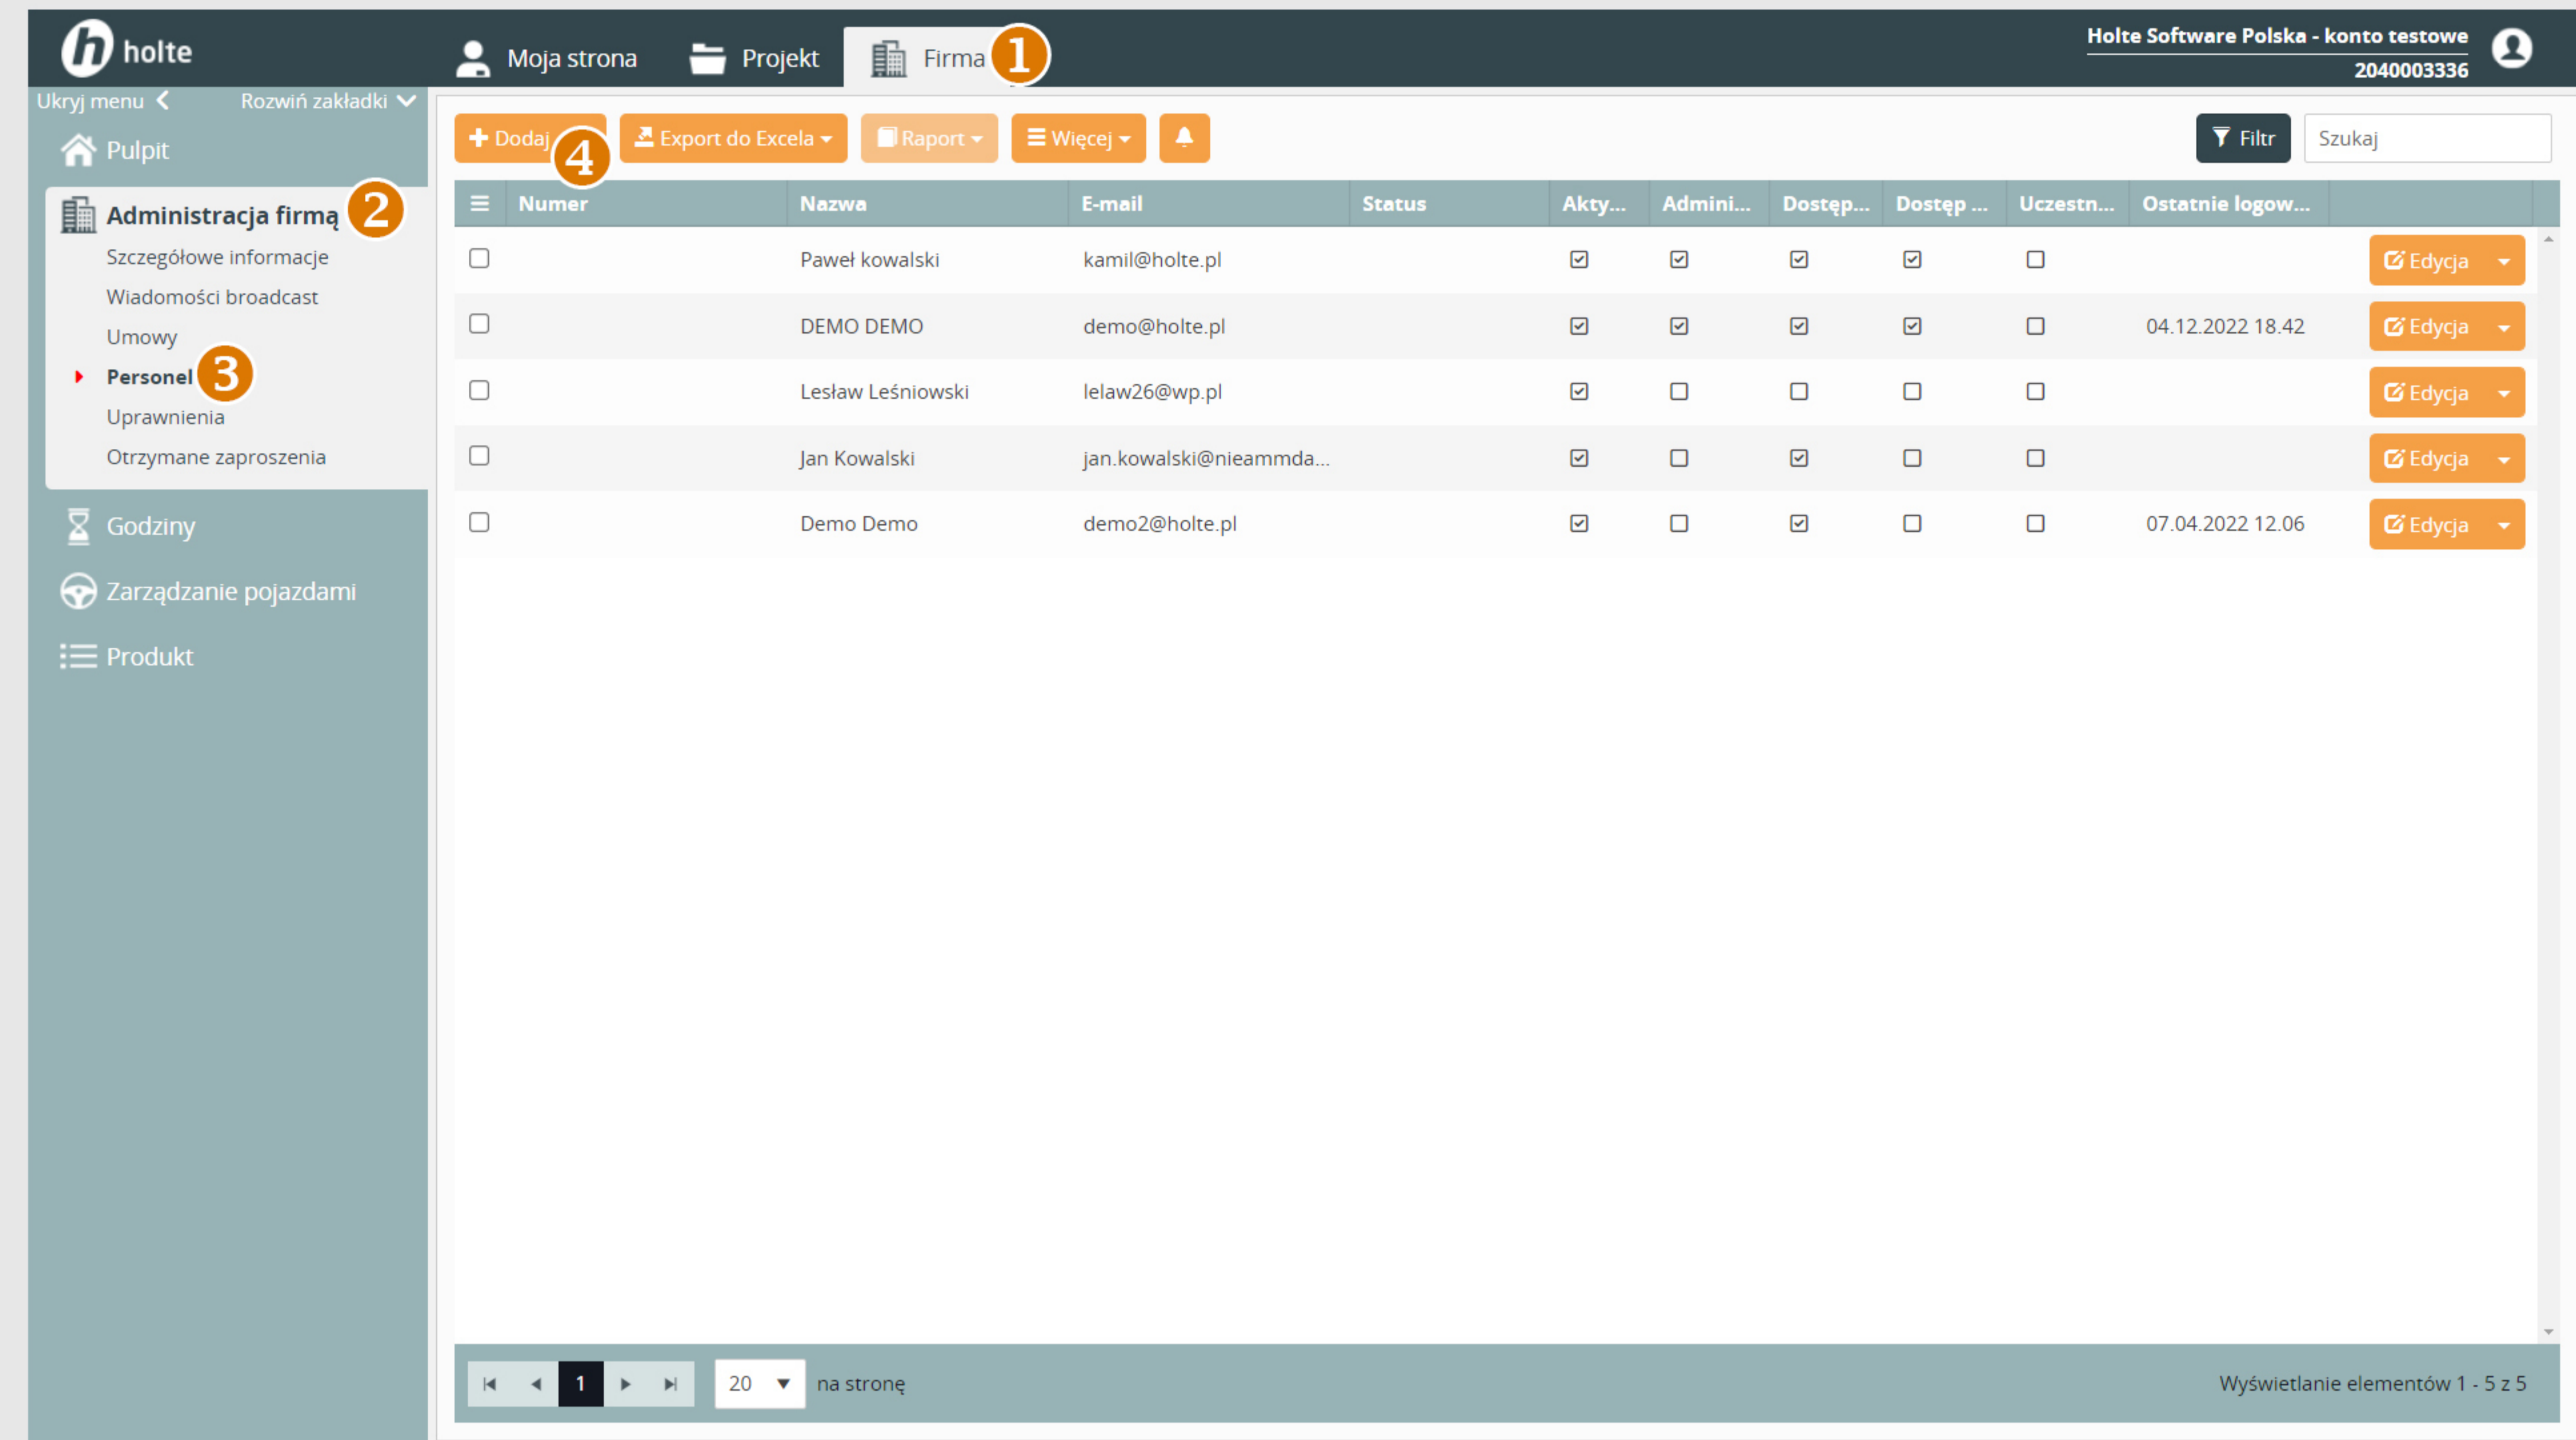 holte
Moja strona Projekt Firma 1
Holte Software Polska - konto testowe
2040003336
Ukryj menu Rozwiń zakładki
Pulpit
Administracja firmą 2
Szczegółowe informacje
Wiadomości broadcast
Umowy
Personel 3
Uprawnienia
Otrzymane zaproszenia
Godziny
Zarządzanie pojazdami
Produkt
Dodaj 4 Export do Excela Raport Więcej Filtr Szukaj
Numer Nazwa E-mail Status Akty... Admini... Dostęp... Dostęp ... Uczestn... Ostatnie logow...
Paweł kowalski kamil@holte.pl Edycja
DEMO DEMO demo@holte.pl 04.12.2022 18.42 Edycja
Lesław Leśniowski lelaw26@wp.pl Edycja
Jan Kowalski jan.kowalski@nieammda... Edycja
Demo Demo demo2@holte.pl 07.04.2022 12.06 Edycja
1 20 na stronę Wyświetlanie elementów 1 - 5 z 5